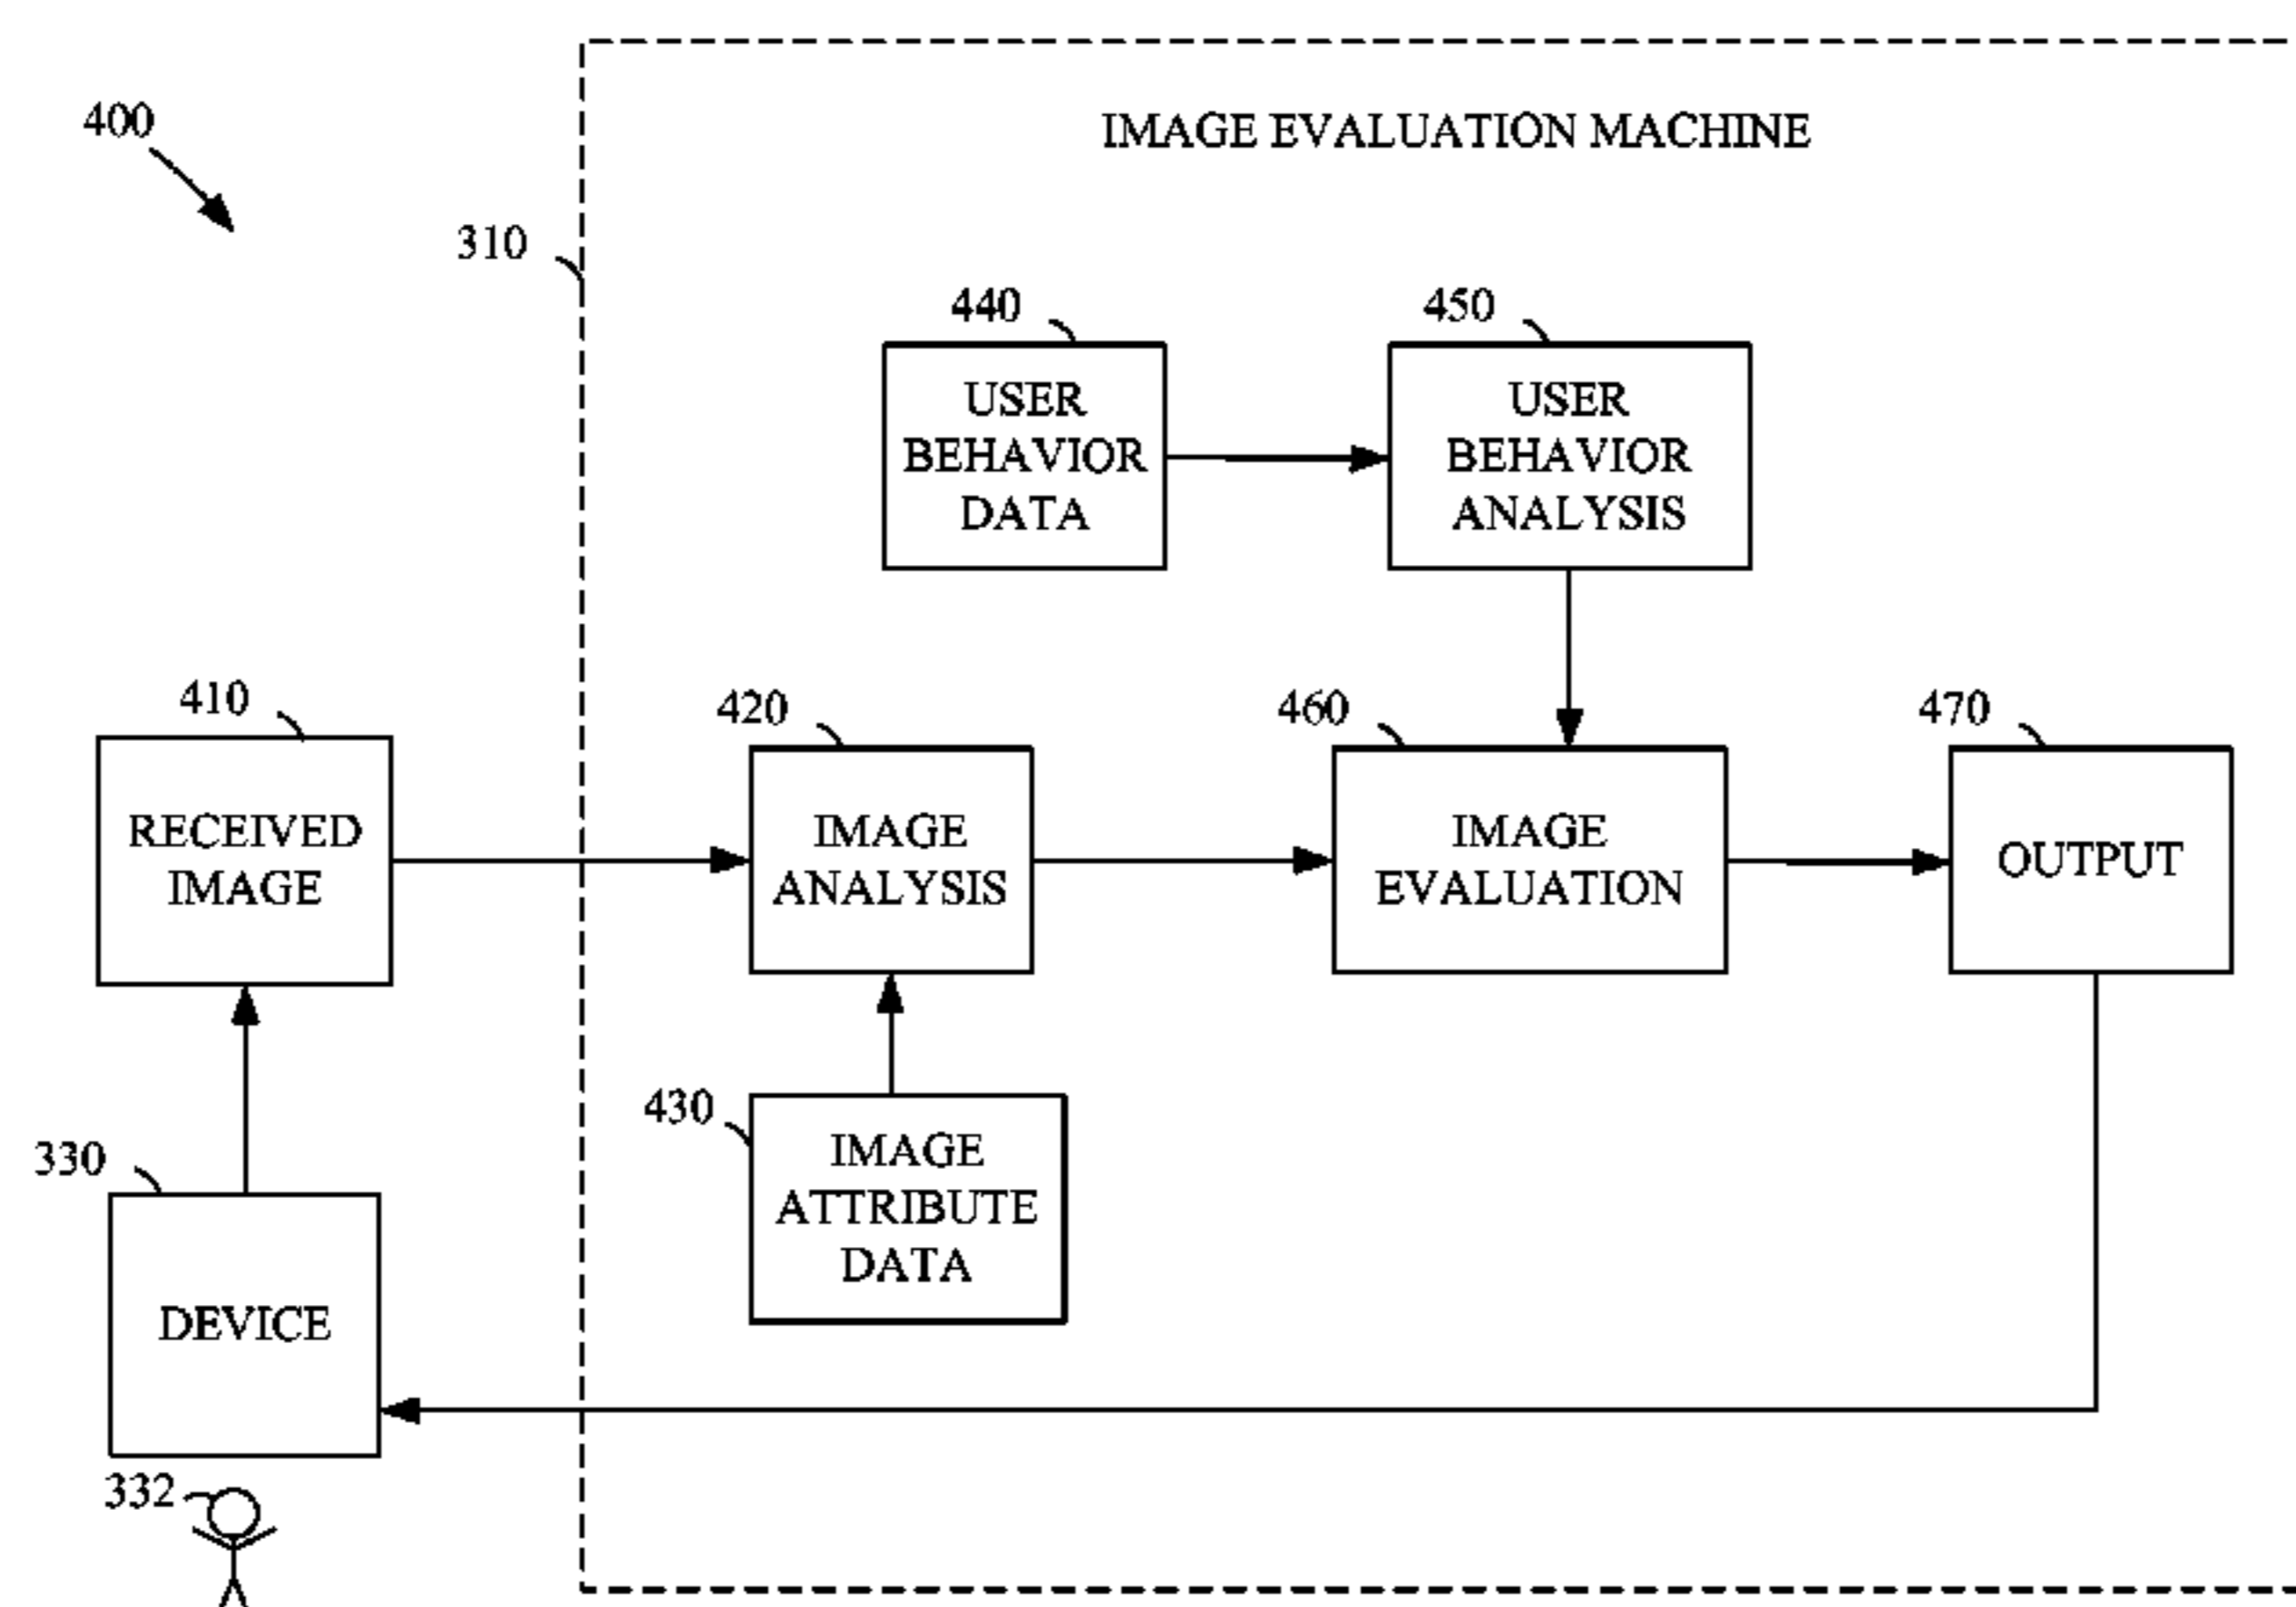 400
IMAGE EVALUATION MACHINE
310
440
USER
BEHAVIOR
DATA
450
USER
BEHAVIOR
ANALYSIS
410
RECEIVED
IMAGE
420
IMAGE
ANALYSIS
460
IMAGE
EVALUATION
470
OUTPUT
430
IMAGE
ATTRIBUTE
DATA
330
DEVICE
332